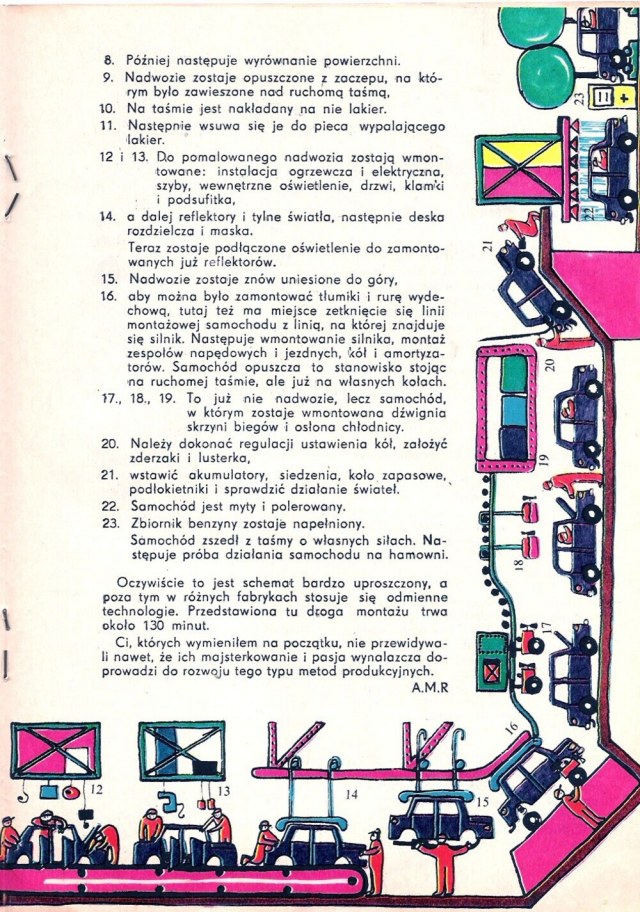 8. Później następuje wyrównanie powierzchni.
9. Nadwozie zostaje opuszczone z zaczepu, na któ-
rym było zawieszone nad ruchomą taśmą,
10. Na taśmie jest nakładany na nie lakier.
11. Następnie wsuwa się je do pieca wypalającego
lakier.
12 i 13. Do pomalowanego nadwozia zostają wmon-
towane: instalacja ogrzewcza i elektryczna,
szyby, wewnętrzne oświetlenie, drzwi, klamki
i podsufitka,
14. a dalej reflektory i tylne światła, następnie deska
rozdzielcza i maska.
Teraz zostaje podłączone oświetlenie do zamonto-
wanych już reflektorów.
15. Nadwozie zostaje znów uniesione do góry,
16. aby można było zamontować tłumiki i rurę wyde-
chową, tutaj też ma miejsce zetknięcie się linii
montażowej samochodu z linią, na której znajduje
się silnik. Następuje wmontowanie silnika, montaż
zespołów napędowych i jezdnych, kół i amortyza-
torów. Samochód opuszcza to stanowisko stojąc
na ruchomej taśmie, ale już na własnych kołach.
17., 18., 19. To już nie nadwozie, lecz samochód,
w którym zostaje wmontowana dźwignia
skrzyni biegów i osłona chłodnicy.
20. Należy dokonać regulacji ustawienia kół, założyć
zderzaki i lusterka,
21. wstawić akumulatory, siedzenia, koło zapasowe,
podłokietniki i sprawdzić działanie świateł.
22. Samochód jest myty i polerowany.
23. Zbiornik benzyny zostaje napełniony.
Samochód zszedł z taśmy o własnych siłach. Na-
stępuje próba działania samochodu na hamowni.
Oczywiście to jest schemat bardzo uproszczony, a
poza tym w różnych fabrykach stosuje się odmienne
technologie. Przedstawiona tu droga montażu trwa
około 130 minut.
Ci, których wymieniłem na początku, nie przewidywa-
li nawet, że ich majsterkowanie i pasja wynalazcza do-
prowadzi do rozwoju tego typu metod produkcyjnych.
A.M.R
23
22
21
20
19
18
17
16
12
13
14
15